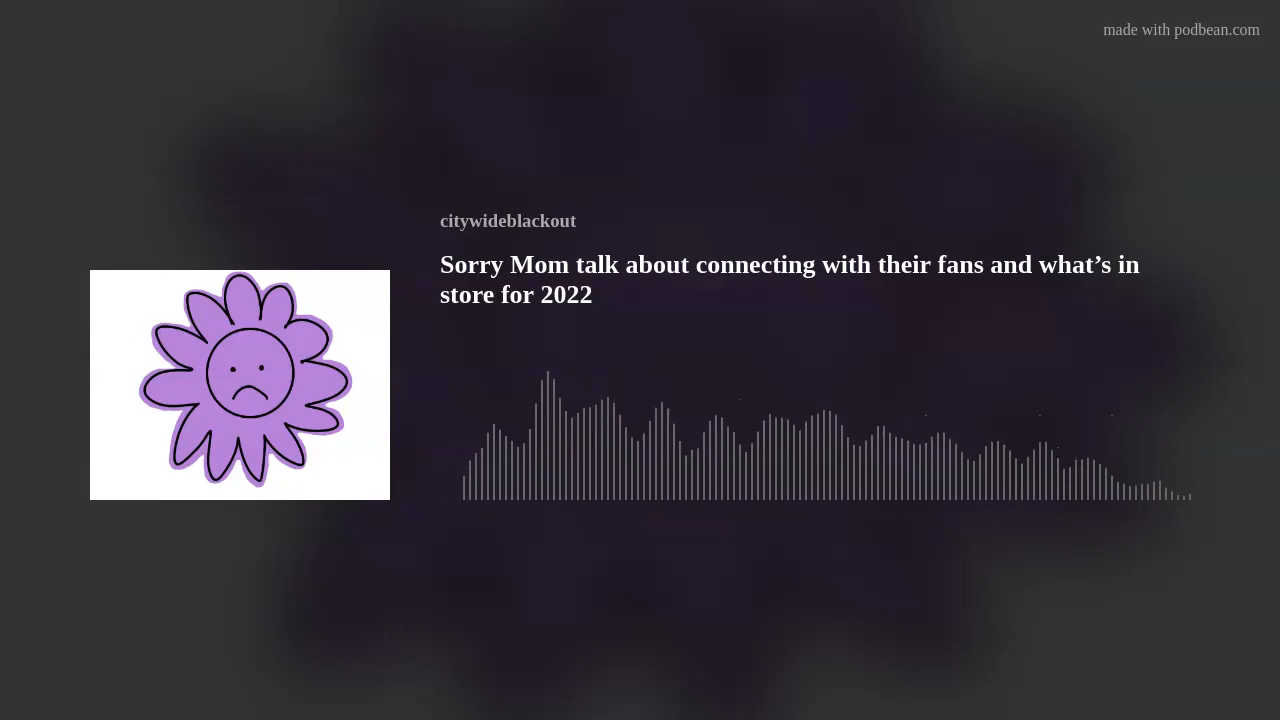 made with podbean.com
citywideblackout
Sorry Mom talk about connecting with their fans and what’s in
store for 2022